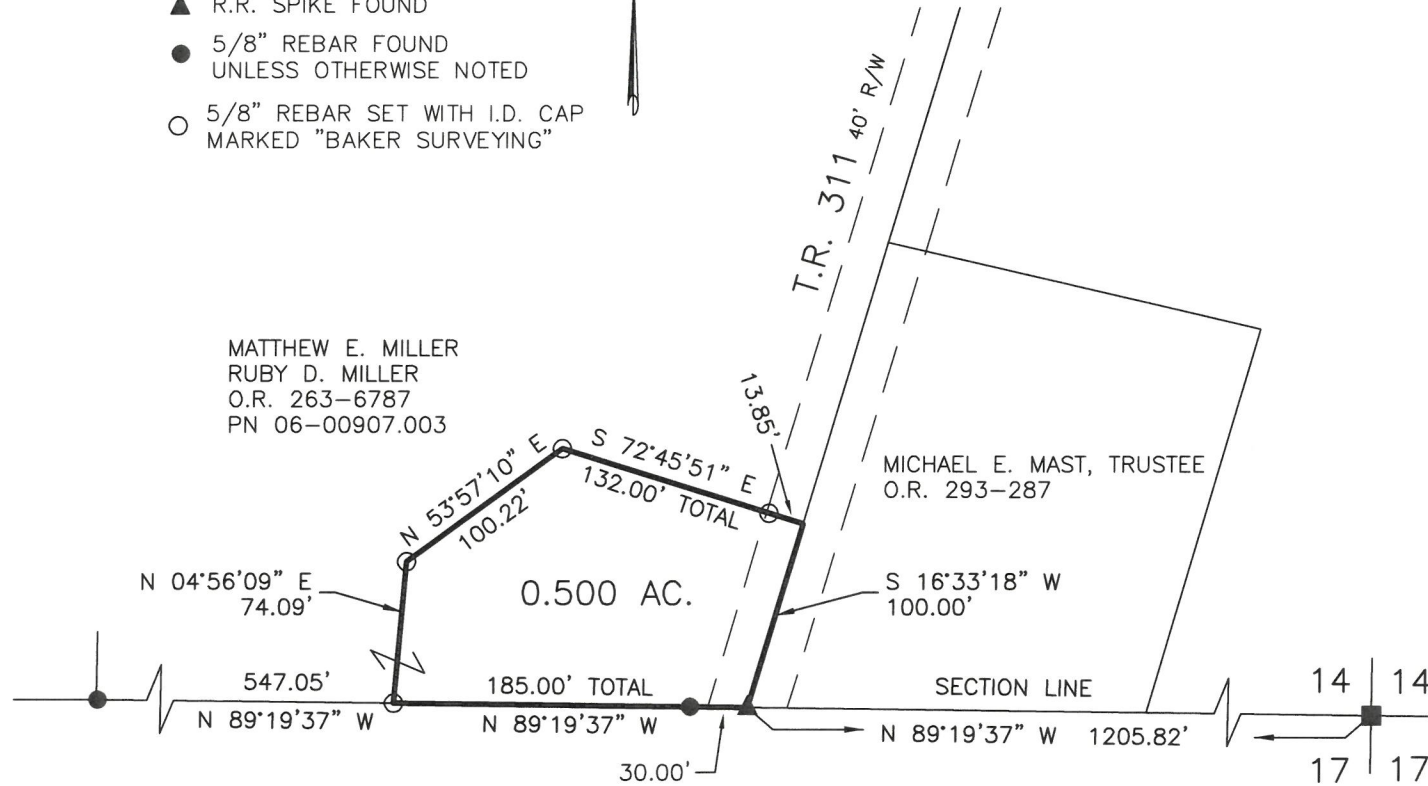 R.R. SPIKE FOUND
5/8" REBAR FOUND
UNLESS OTHERWISE NOTED
5/8" REBAR SET WITH I.D. CAP
MARKED "BAKER SURVEYING"
T.R. 311 40' R/W
MATTHEW E. MILLER
RUBY D. MILLER
O.R. 263-6787
PN 06-00907.003
13.85'
N 53°57'10" E
100.22'
S 72°45'51" E
132.00' TOTAL
MICHAEL E. MAST, TRUSTEE
O.R. 293-287
N 04°56'09" E
74.09'
0.500 AC.
S 16°33'18" W
100.00'
547.05'
N 89°19'37" W
185.00' TOTAL
N 89°19'37" W
SECTION LINE
N 89°19'37" W 1205.82'
30.00'
14 14
17 17